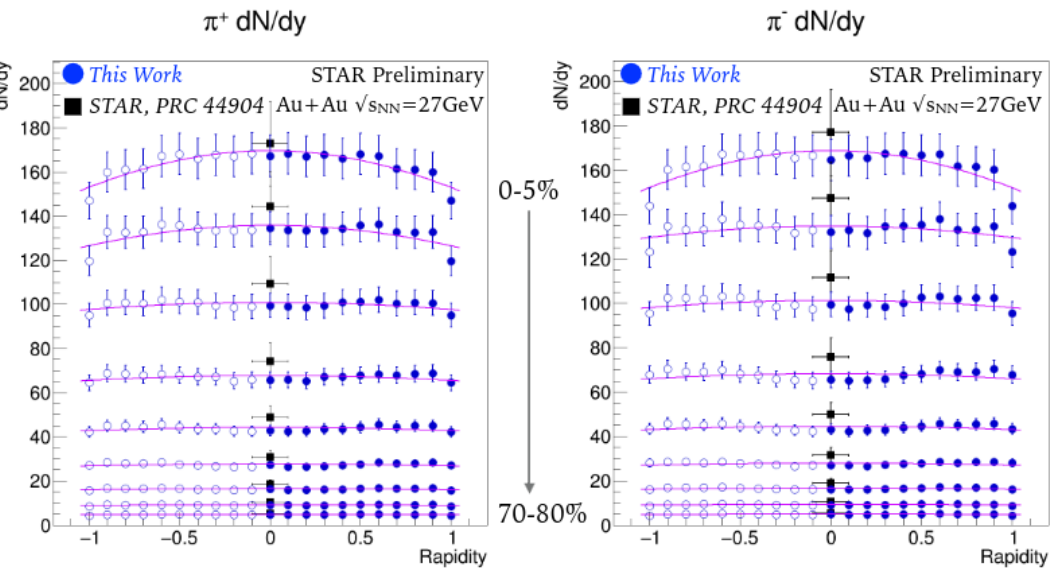 π⁺ dN/dy
dN/dy
This Work
STAR Preliminary
STAR, PRC 44904
Au+Au √sNN=27GeV
200
180
160
140
120
100
80
60
40
20
0
−1
−0.5
0
0.5
1
Rapidity
0-5%
70-80%
π⁻ dN/dy
dN/dy
This Work
STAR Preliminary
STAR, PRC 44904
Au+Au √sNN=27GeV
200
180
160
140
120
100
80
60
40
20
0
−1
−0.5
0
0.5
1
Rapidity